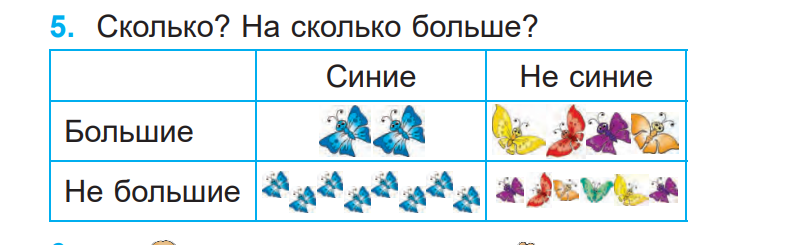 5. Сколько? На сколько больше?
Синие Не синие
Большие
Не большие